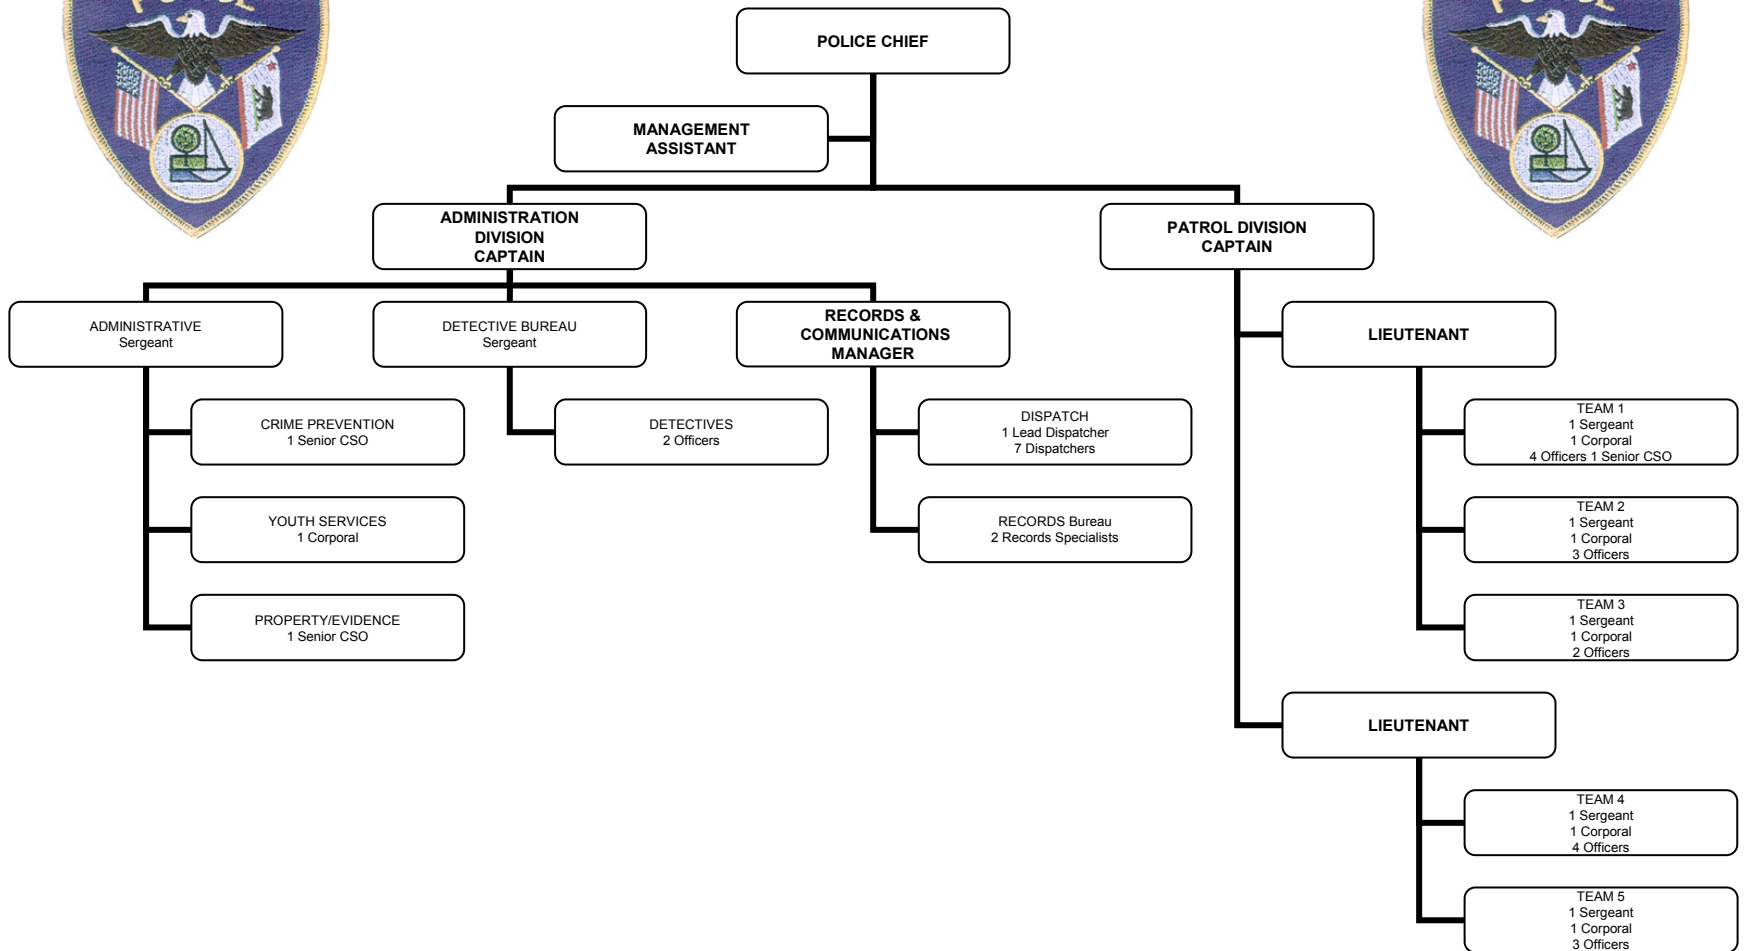 POLICE
POLICE
POLICE CHIEF
MANAGEMENT
ASSISTANT
ADMINISTRATION
DIVISION
CAPTAIN
PATROL DIVISION
CAPTAIN
ADMINISTRATIVE
Sergeant
DETECTIVE BUREAU
Sergeant
RECORDS &
COMMUNICATIONS
MANAGER
LIEUTENANT
CRIME PREVENTION
1 Senior CSO
DETECTIVES
2 Officers
DISPATCH
1 Lead Dispatcher
7 Dispatchers
TEAM 1
1 Sergeant
1 Corporal
4 Officers 1 Senior CSO
YOUTH SERVICES
1 Corporal
RECORDS Bureau
2 Records Specialists
TEAM 2
1 Sergeant
1 Corporal
3 Officers
PROPERTY/EVIDENCE
1 Senior CSO
TEAM 3
1 Sergeant
1 Corporal
2 Officers
LIEUTENANT
TEAM 4
1 Sergeant
1 Corporal
4 Officers
TEAM 5
1 Sergeant
1 Corporal
3 Officers